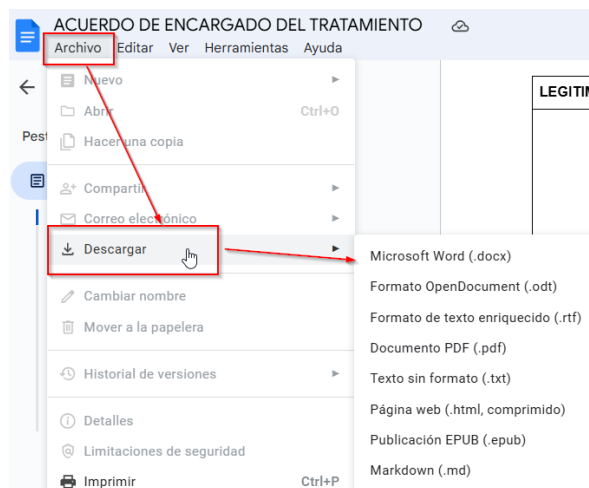 ACUERDO DE ENCARGADO DEL TRATAMIENTO
Archivo Editar Ver Herramientas Ayuda
Nuevo
Abrir Ctrl+O
Hacer una copia
Compartir
Correo electrónico
Descargar
Cambiar nombre
Mover a la papelera
Historial de versiones
Detalles
Limitaciones de seguridad
Imprimir Ctrl+P
Pest
LEGITIM
Microsoft Word (.docx)
Formato OpenDocument (.odt)
Formato de texto enriquecido (.rtf)
Documento PDF (.pdf)
Texto sin formato (.txt)
Página web (.html, comprimido)
Publicación EPUB (.epub)
Markdown (.md)